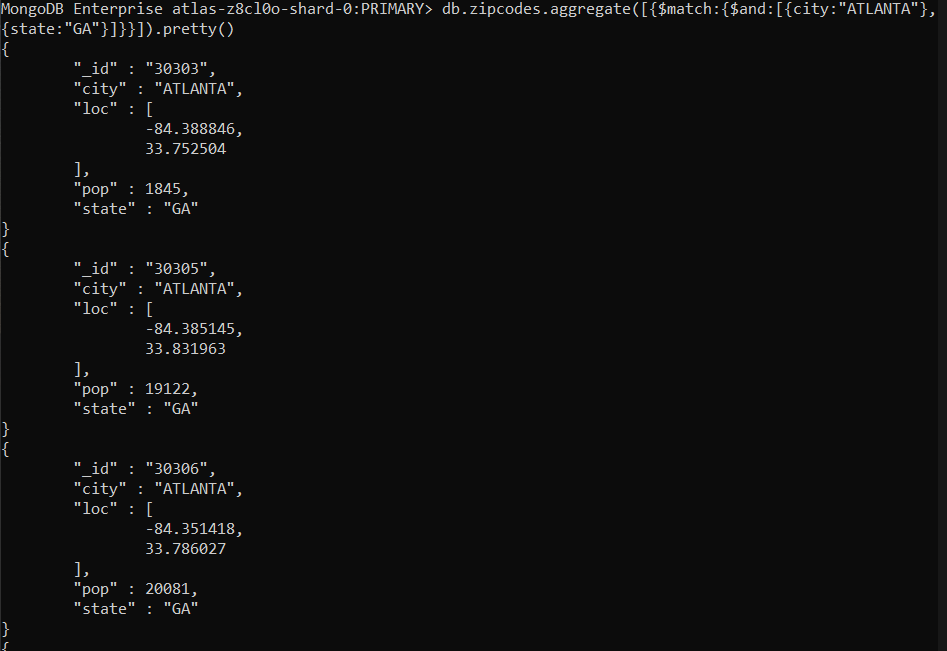 MongoDB Enterprise atlas-z8cl0o-shard-0:PRIMARY> db.zipcodes.aggregate([{$match:{$and:[{city:"ATLANTA"},
{state:"GA"}]}}]).pretty()
{
        "_id" : "30303",
        "city" : "ATLANTA",
        "loc" : [
                -84.388846,
                33.752504
        ],
        "pop" : 1845,
        "state" : "GA"
}
{
        "_id" : "30305",
        "city" : "ATLANTA",
        "loc" : [
                -84.385145,
                33.831963
        ],
        "pop" : 19122,
        "state" : "GA"
}
{
        "_id" : "30306",
        "city" : "ATLANTA",
        "loc" : [
                -84.351418,
                33.786027
        ],
        "pop" : 20081,
        "state" : "GA"
}
{